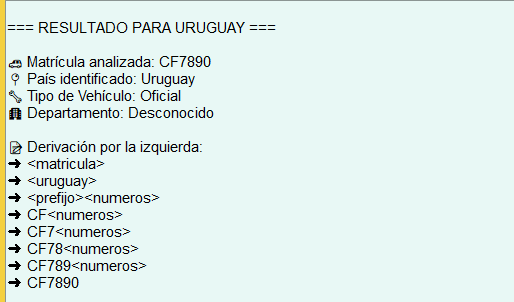 === RESULTADO PARA URUGUAY ===
🚗 Matrícula analizada: CF7890
📍 País identificado: Uruguay
🔧 Tipo de Vehículo: Oficial
🏢 Departamento: Desconocido
📝 Derivación por la izquierda:
➜ <matricula>
➜ <uruguay>
➜ <prefijo><numeros>
➜ CF<numeros>
➜ CF7<numeros>
➜ CF78<numeros>
➜ CF789<numeros>
➜ CF7890